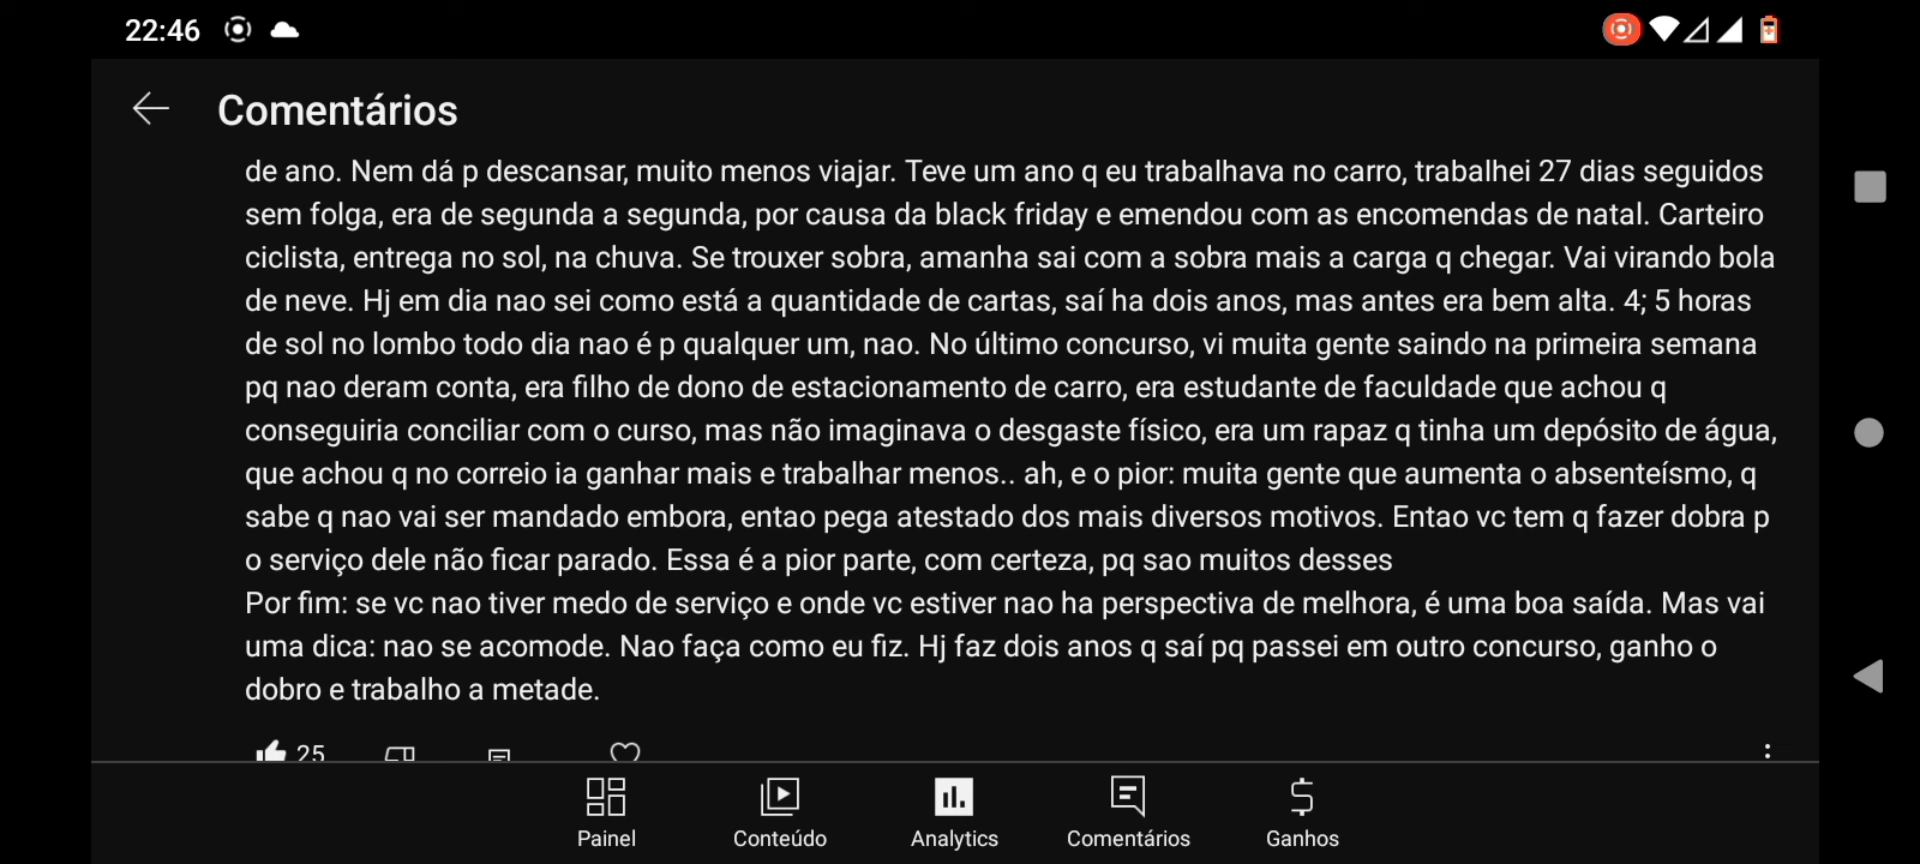 22:46
Comentários
de ano. Nem dá p descansar, muito menos viajar. Teve um ano q eu trabalhava no carro, trabalhei 27 dias seguidos
sem folga, era de segunda a segunda, por causa da black friday e emendou com as encomendas de natal. Carteiro
ciclista, entrega no sol, na chuva. Se trouxer sobra, amanha sai com a sobra mais a carga q chegar. Vai virando bola
de neve. Hj em dia nao sei como está a quantidade de cartas, saí ha dois anos, mas antes era bem alta. 4; 5 horas
de sol no lombo todo dia nao é p qualquer um, nao. No último concurso, vi muita gente saindo na primeira semana
pq nao deram conta, era filho de dono de estacionamento de carro, era estudante de faculdade que achou q
conseguiria conciliar com o curso, mas não imaginava o desgaste físico, era um rapaz q tinha um depósito de água,
que achou q no correio ia ganhar mais e trabalhar menos.. ah, e o pior: muita gente que aumenta o absenteísmo, q
sabe q nao vai ser mandado embora, entao pega atestado dos mais diversos motivos. Entao vc tem q fazer dobra p
o serviço dele não ficar parado. Essa é a pior parte, com certeza, pq sao muitos desses
Por fim: se vc nao tiver medo de serviço e onde vc estiver nao ha perspectiva de melhora, é uma boa saída. Mas vai
uma dica: nao se acomode. Nao faça como eu fiz. Hj faz dois anos q saí pq passei em outro concurso, ganho o
dobro e trabalho a metade.
25
Painel Conteúdo Analytics Comentários Ganhos